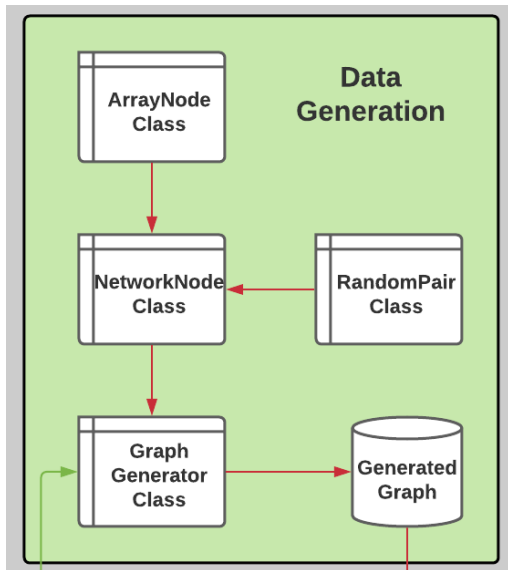 Data
Generation
ArrayNode
Class
NetworkNode
Class
RandomPair
Class
Graph
Generator
Class
Generated
Graph